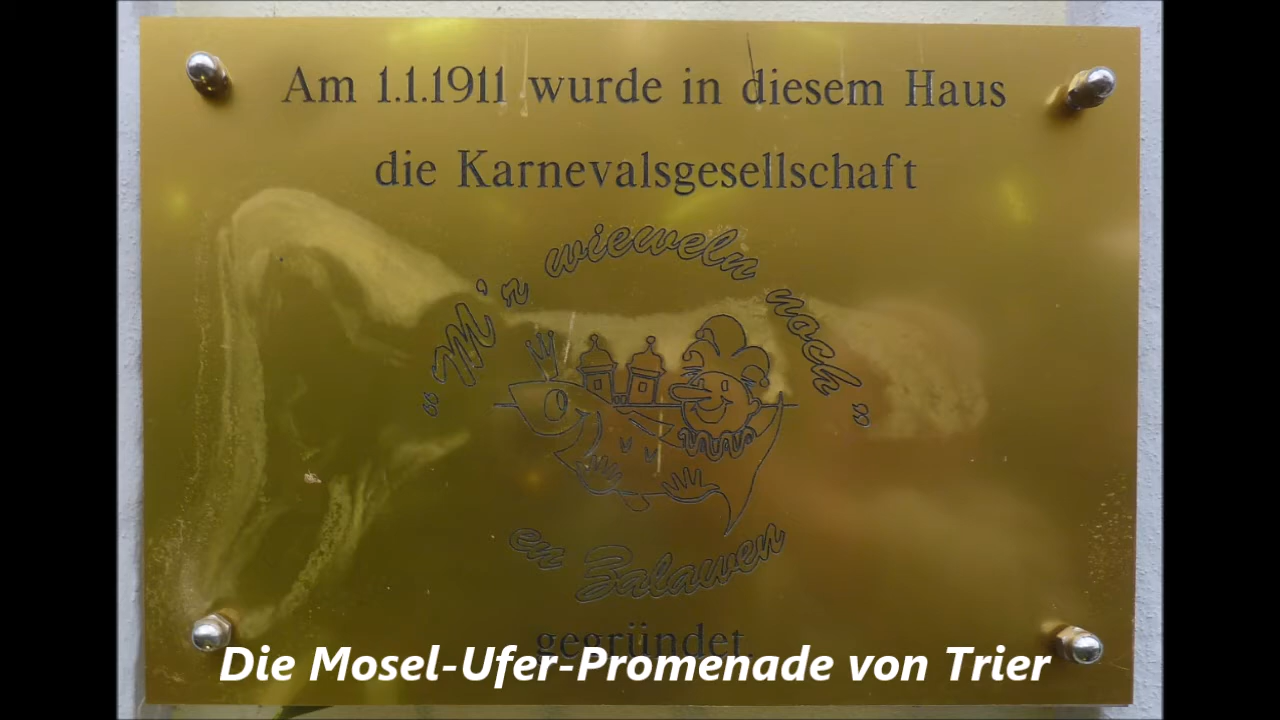 Am 1.1.1911 wurde in diesem Haus
die Karnevalsgesellschaft
“M'n wieweln noch”
en Zalawen
gegründet.
Die Mosel-Ufer-Promenade von Trier